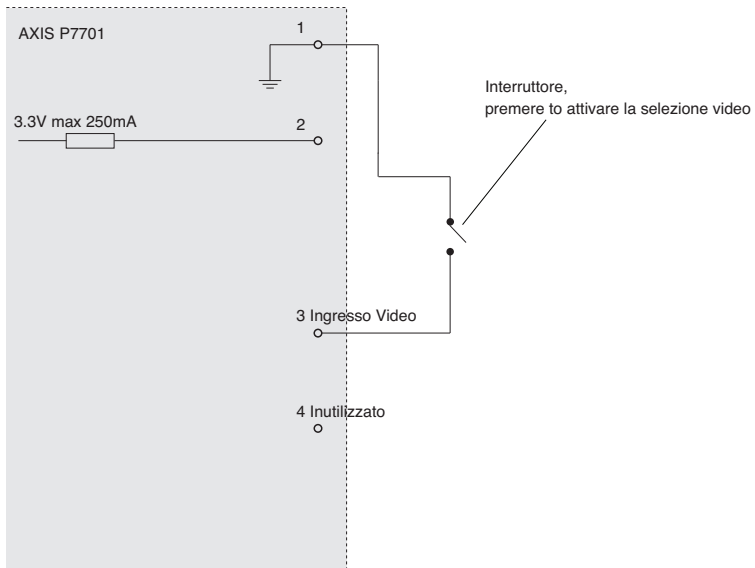 AXIS P7701
1
Interruttore,
premere to attivare la selezione video
3.3V max 250mA
2
3 Ingresso Video
4 Inutilizzato